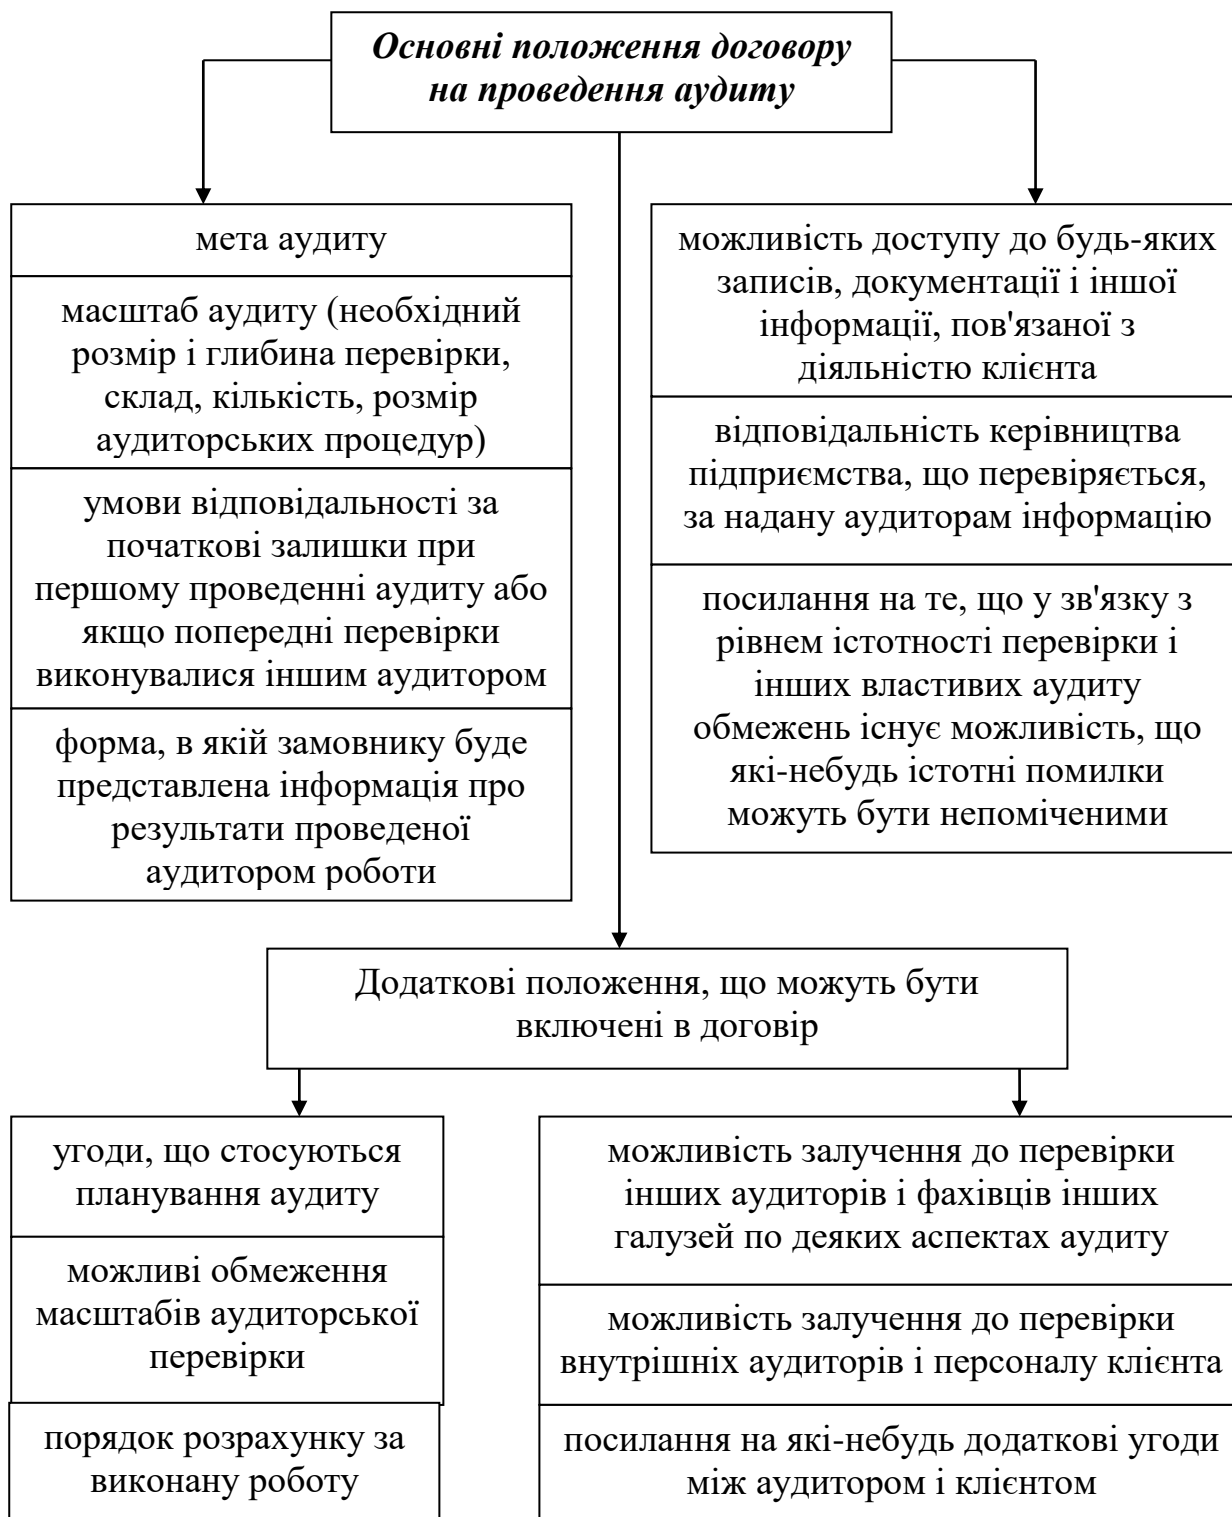 Основні положення договору
на проведення аудиту
мета аудиту
масштаб аудиту (необхідний
розмір і глибина перевірки,
склад, кількість, розмір
аудиторських процедур)
умови відповідальності за
початкові залишки при
першому проведенні аудиту або
якщо попередні перевірки
виконувалися іншим аудитором
форма, в якій замовнику буде
представлена інформація про
результати проведеної
аудитором роботи
можливість доступу до будь-яких
записів, документації і іншої
інформації, пов'язаної з
діяльністю клієнта
відповідальність керівництва
підприємства, що перевіряється,
за надану аудиторам інформацію
посилання на те, що у зв'язку з
рівнем істотності перевірки і
інших властивих аудиту
обмежень існує можливість, що
які-небудь істотні помилки
можуть бути непоміченими
Додаткові положення, що можуть бути
включені в договір
угоди, що стосуються
планування аудиту
можливі обмеження
масштабів аудиторської
перевірки
порядок розрахунку за
виконану роботу
можливість залучення до перевірки
інших аудиторів і фахівців інших
галузей по деяких аспектах аудиту
можливість залучення до перевірки
внутрішніх аудиторів і персоналу клієнта
посилання на які-небудь додаткові угоди
між аудитором і клієнтом